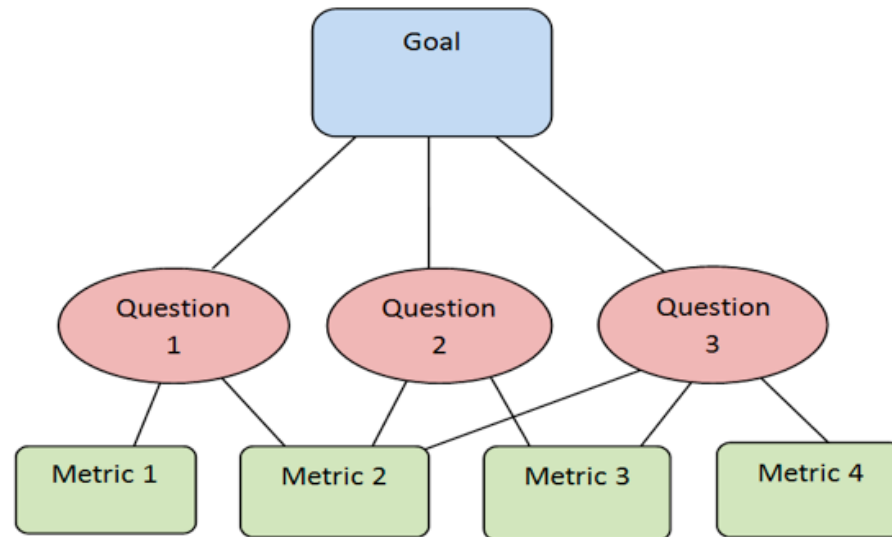 Goal
Question
1
Question
2
Question
3
Metric 1
Metric 2
Metric 3
Metric 4